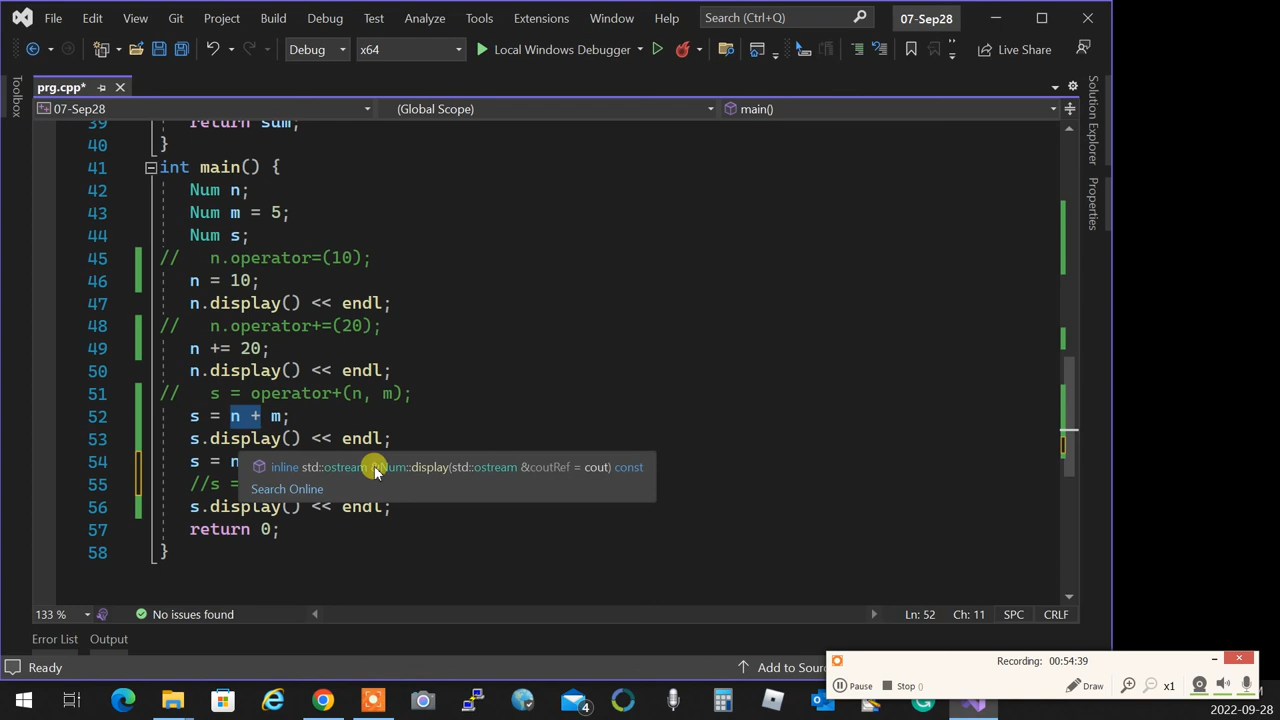 File Edit View Git Project Build Debug Test Analyze Tools Extensions Window Help Search (Ctrl+Q) 07-Sep28
Debug x64 Local Windows Debugger Live Share
Toolbox
prg.cpp*
07-Sep28 (Global Scope) main()
Solution Explorer
Properties
39 return sum;
40 }
41 int main() {
42 Num n;
43 Num m = 5;
44 Num s;
45 // n.operator=(10);
46 n = 10;
47 n.display() << endl;
48 // n.operator+=(20);
49 n += 20;
50 n.display() << endl;
51 // s = operator+(n, m);
52 s = n + m;
53 s.display() << endl;
54 s = n
inline std::ostream &Num::display(std::ostream &coutRef = cout) const
55 //s =
Search Online
56 s.display() << endl;
57 return 0;
58 }
133 % No issues found Ln: 52 Ch: 11 SPC CRLF
Error List Output
Ready Add to Sour
Recording: 00:54:39
Pause Stop () Draw x1
4
M
2022-09-28